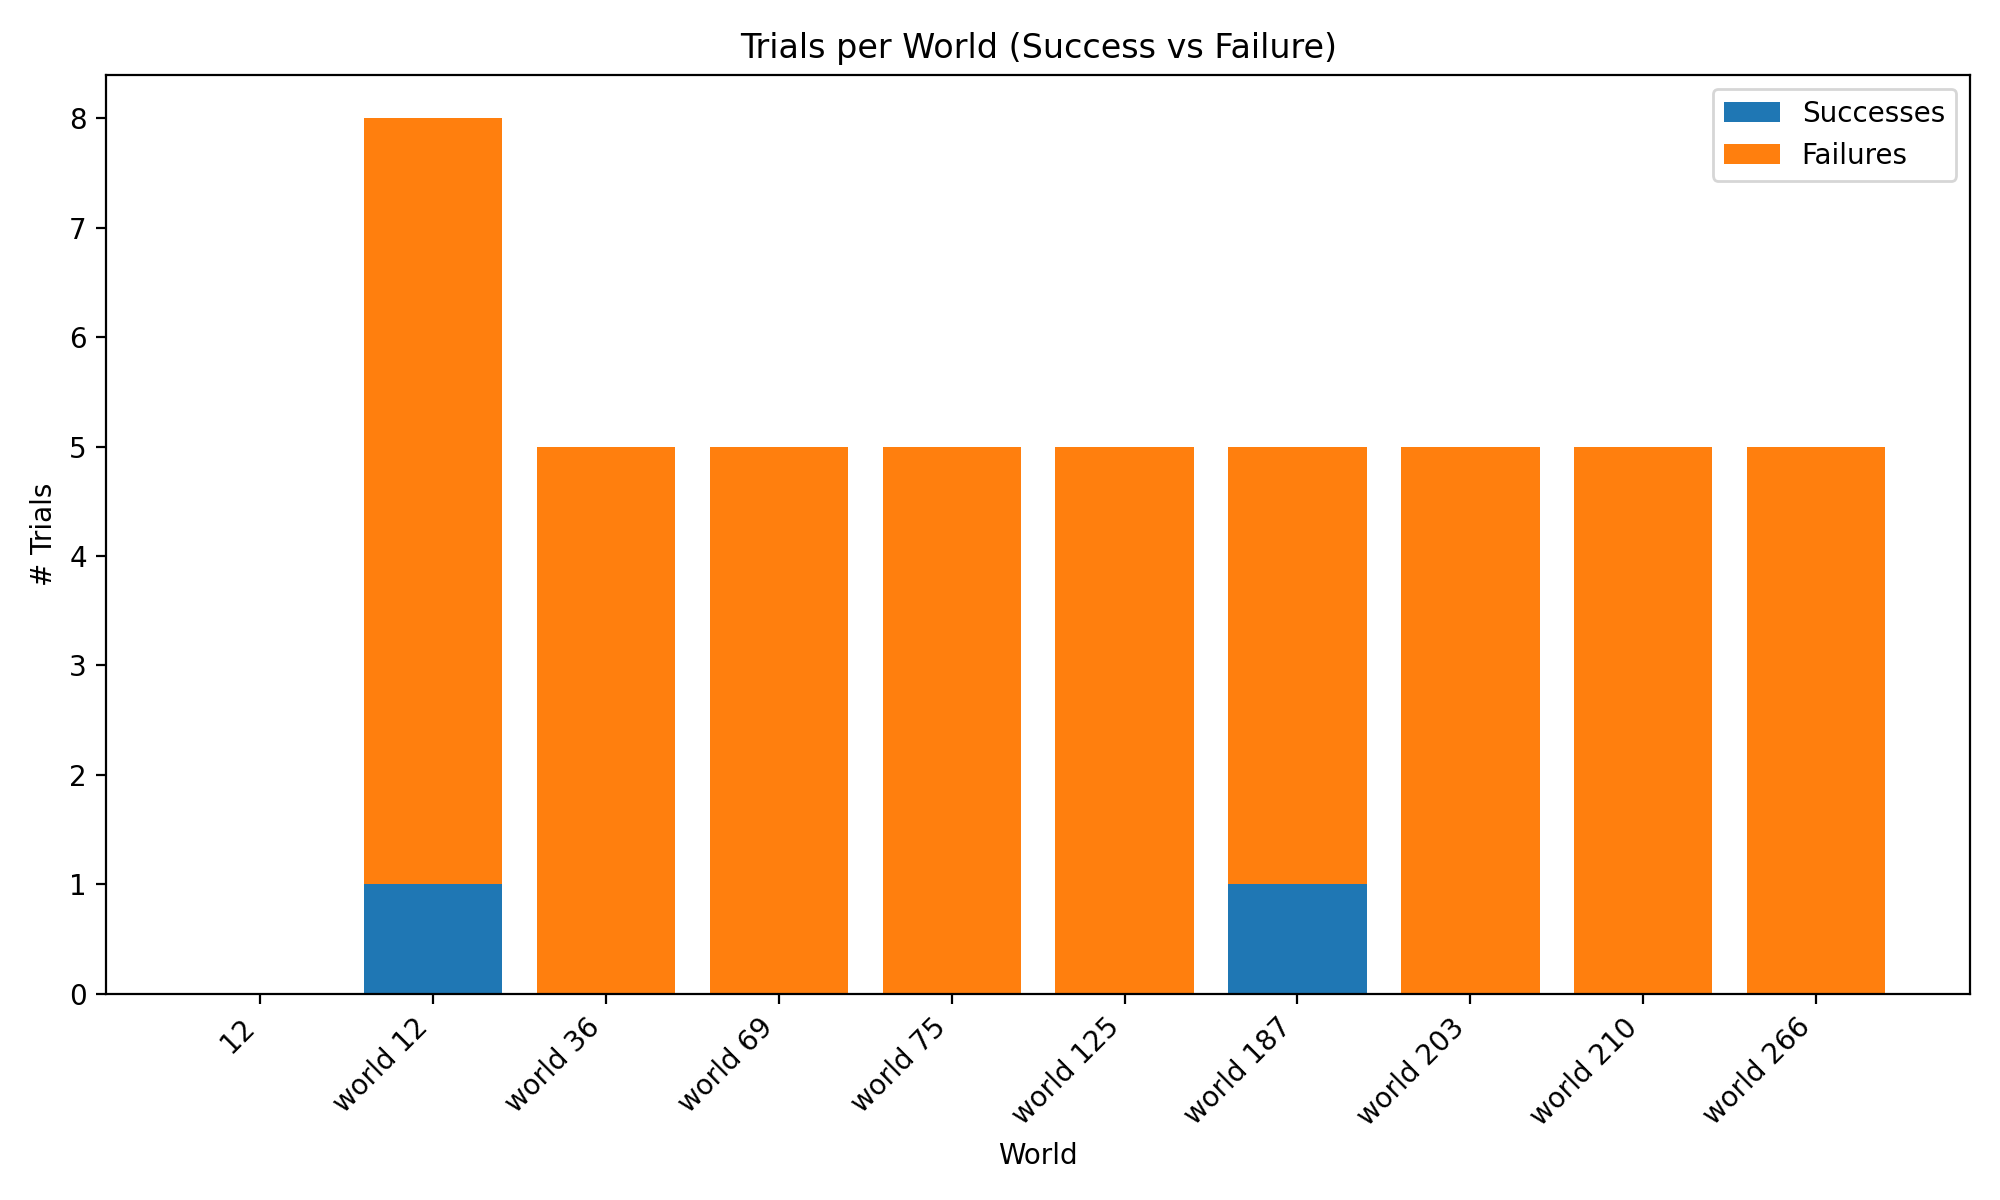 Trials per World (Success vs Failure)
Successes
Failures
# Trials
8
7
6
5
4
3
2
1
0
12
world 12
world 36
world 69
world 75
world 125
world 187
world 203
world 210
world 266
World